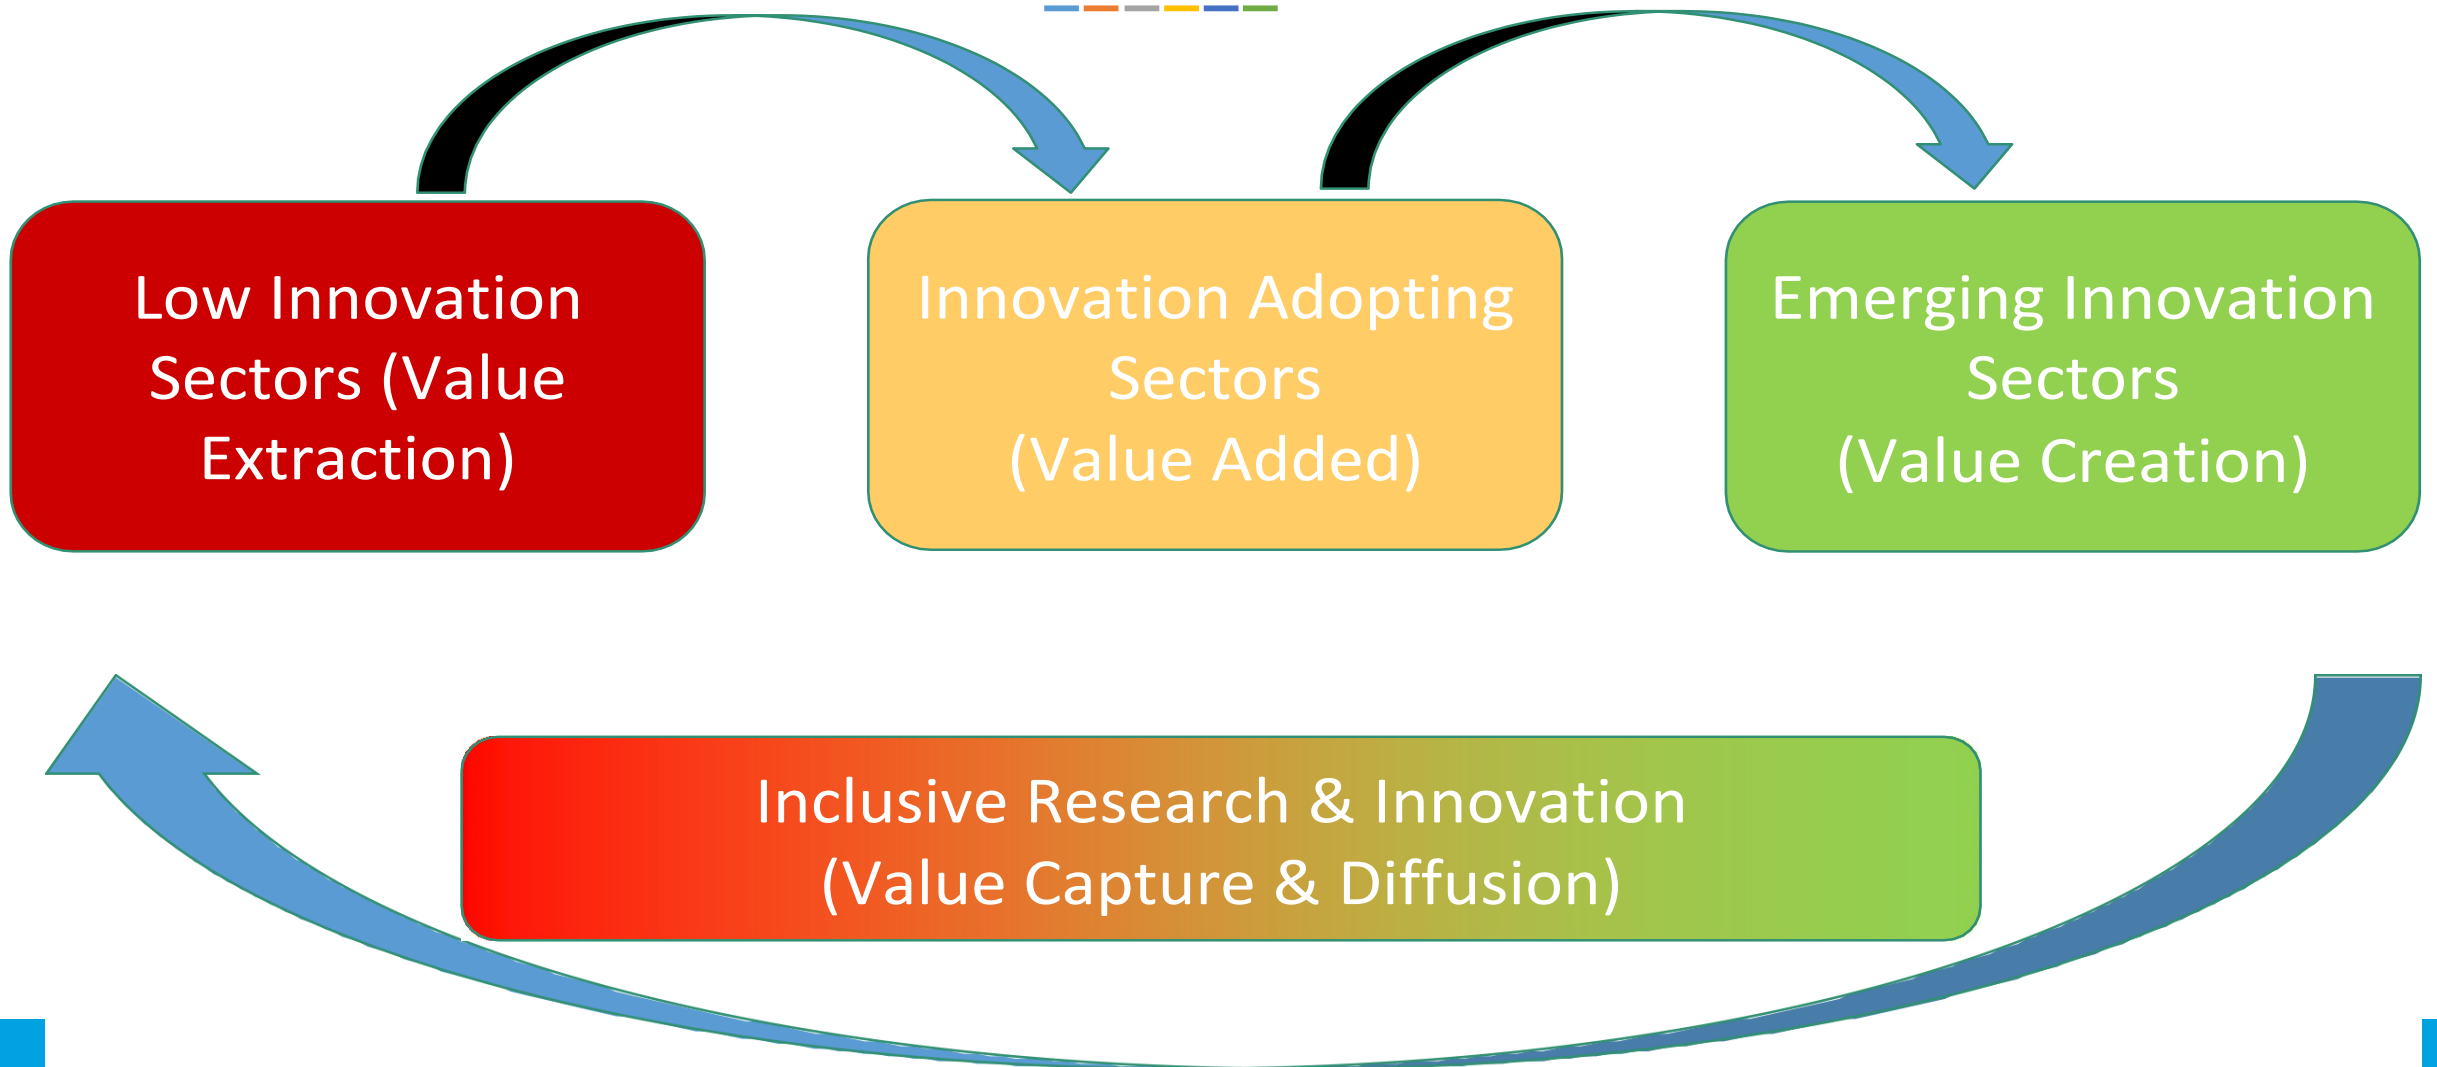 Low Innovation
Sectors (Value
Extraction)
Innovation Adopting
Sectors
(Value Added)
Emerging Innovation
Sectors
(Value Creation)
Inclusive Research & Innovation
(Value Capture & Diffusion)